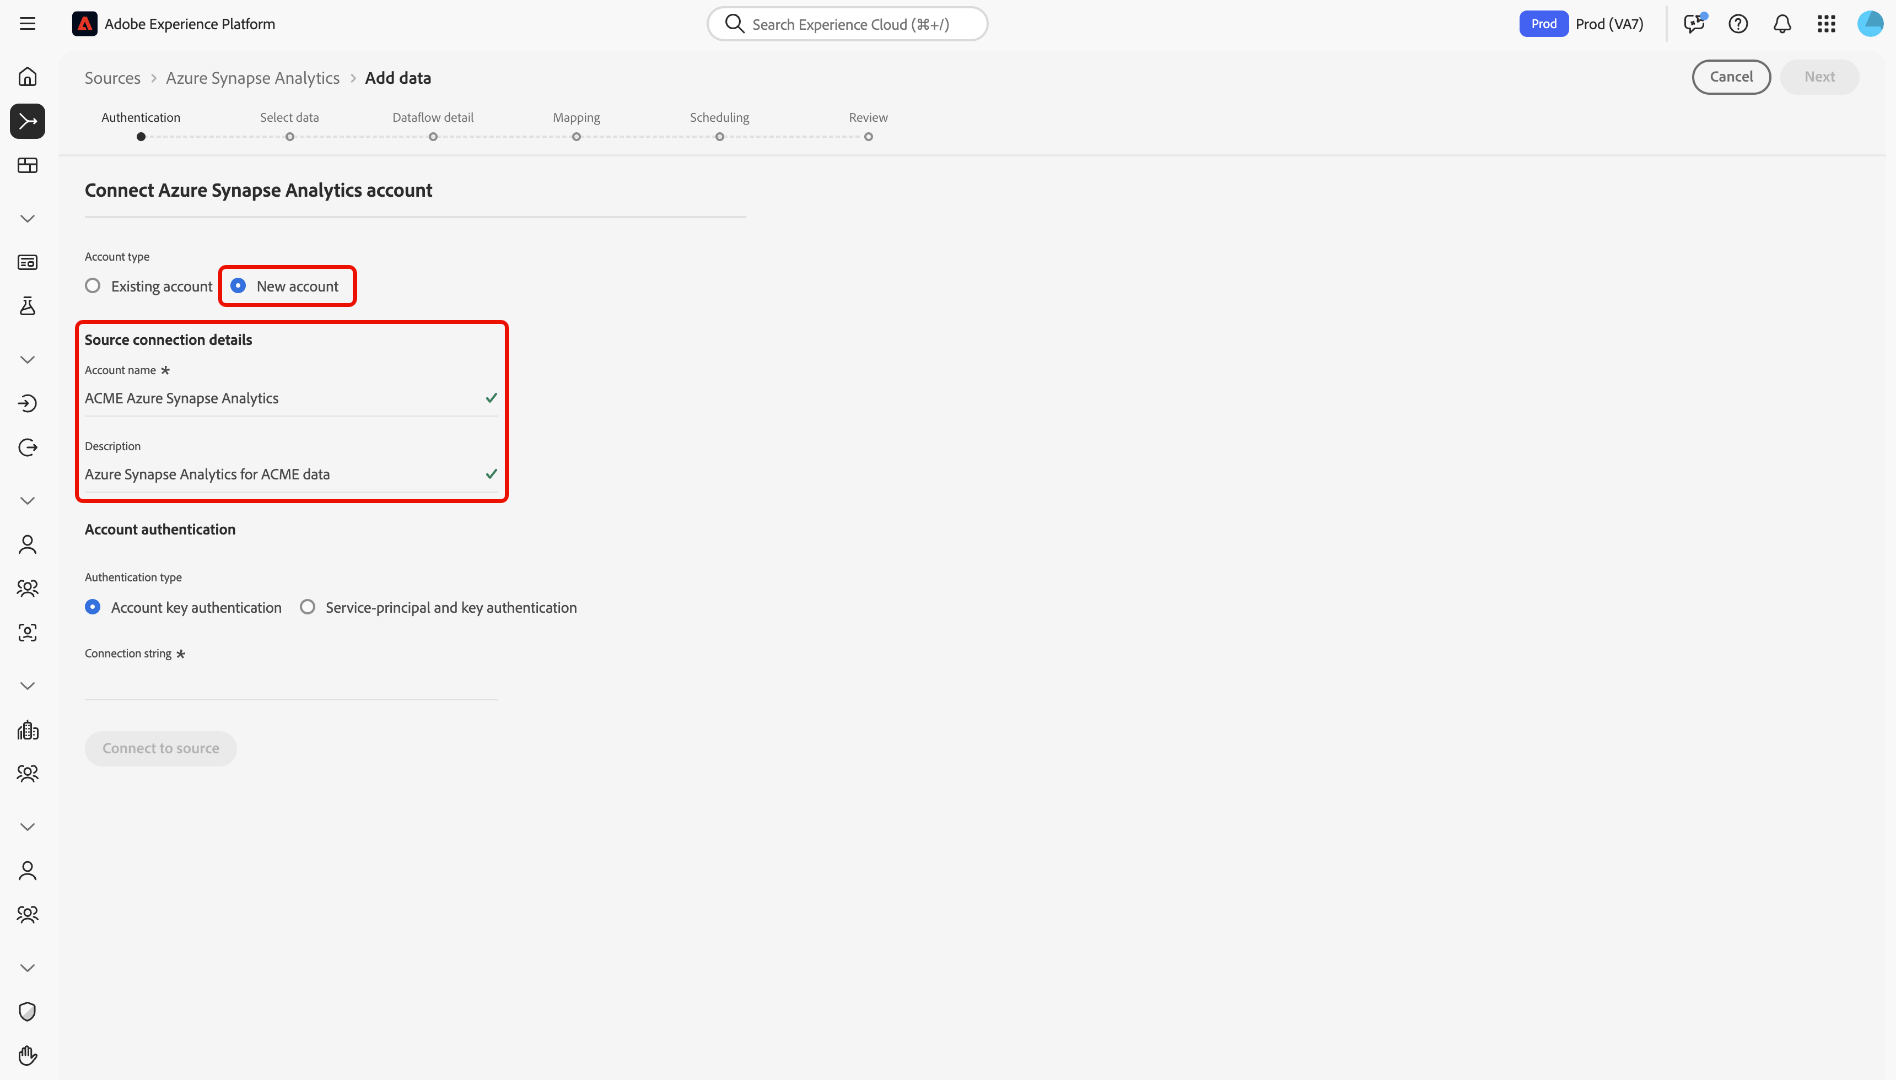 Adobe Experience Platform
Search Experience Cloud (⌘+/)
Prod
Prod (VA7)
Sources > Azure Synapse Analytics > Add data
Cancel
Next
Authentication
Select data
Dataflow detail
Mapping
Scheduling
Review
Connect Azure Synapse Analytics account
Account type
Existing account
New account
Source connection details
Account name *
ACME Azure Synapse Analytics
Description
Azure Synapse Analytics for ACME data
Account authentication
Authentication type
Account key authentication
Service-principal and key authentication
Connection string *
Connect to source